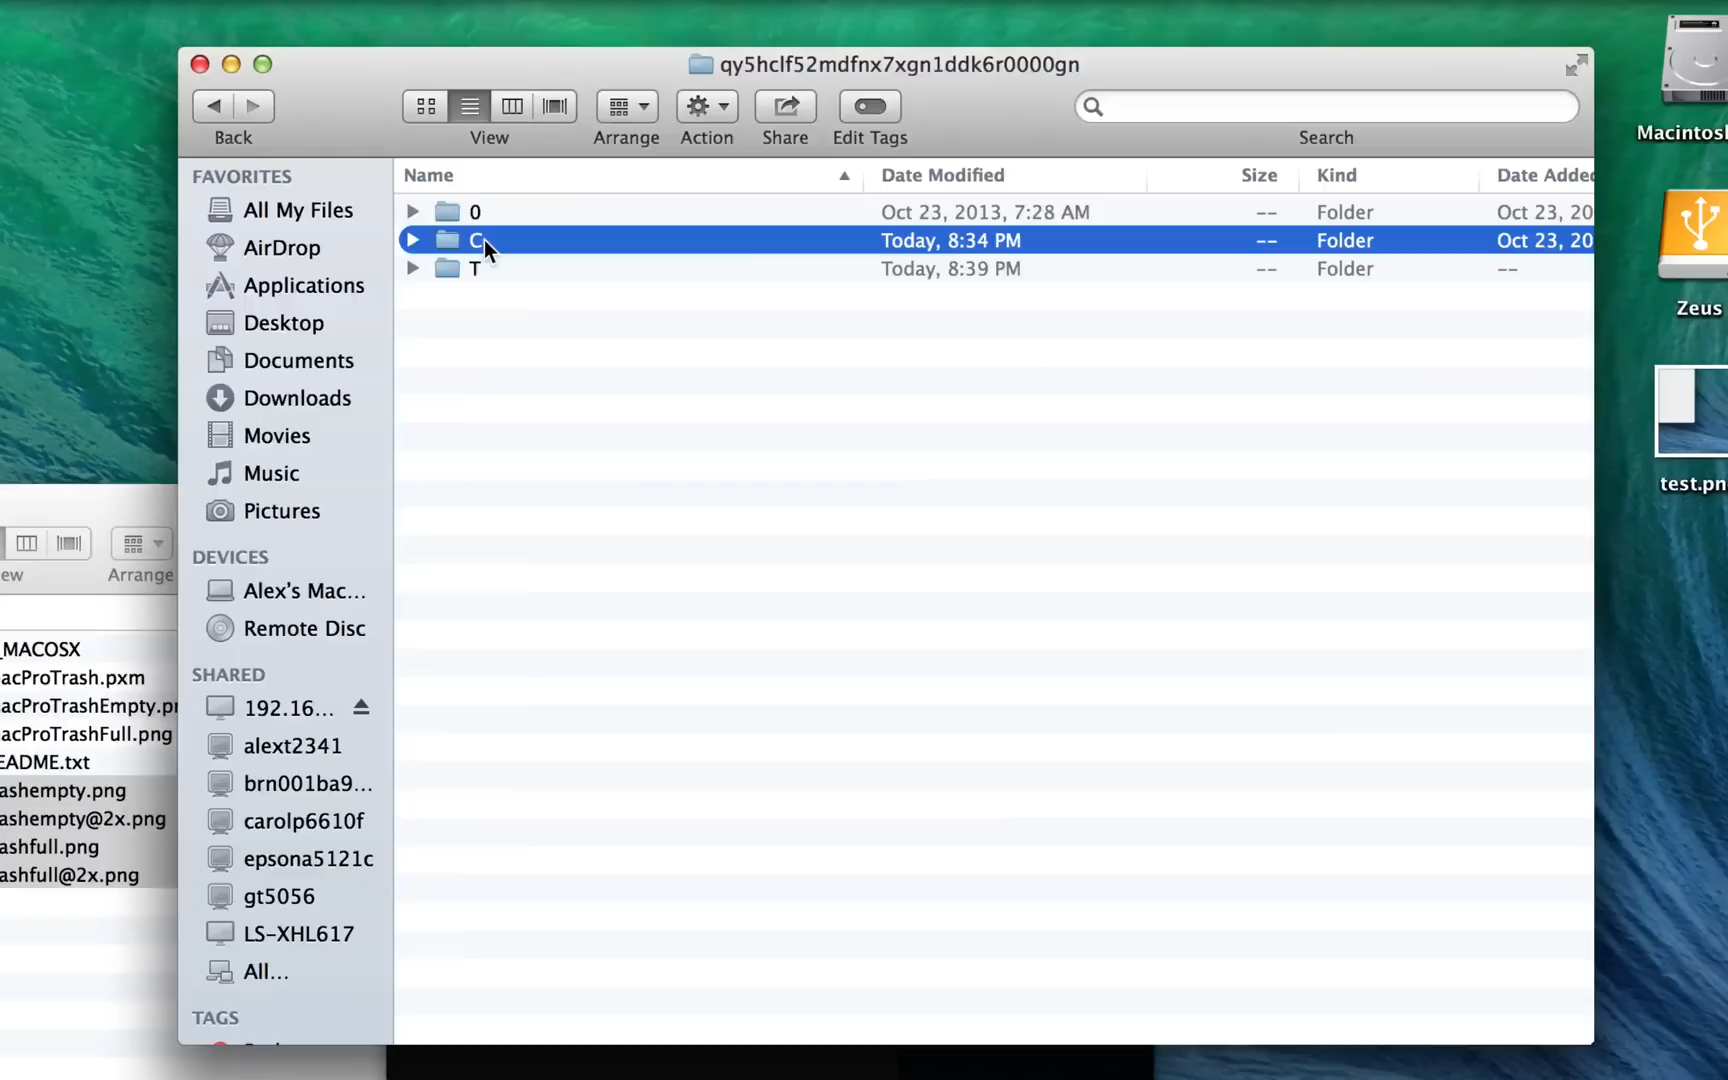 qy5hclf52mdfnx7xgn1ddk6r0000gn
Back
View
Arrange
Action
Share
Edit Tags
Search
FAVORITES
All My Files
AirDrop
Applications
Desktop
Documents
Downloads
Movies
Music
Pictures
DEVICES
Alex’s Mac...
Remote Disc
SHARED
192.16...
alext2341
brn001ba9...
carolp6610f
epsona5121c
gt5056
LS-XHL617
All...
TAGS
Name Date Modified Size Kind Date Added
0 Oct 23, 2013, 7:28 AM -- Folder Oct 23, 20
C Today, 8:34 PM -- Folder Oct 23, 20
T Today, 8:39 PM -- Folder --
ew
Arrange
_MACOSX
acProTrash.pxm
acProTrashEmpty.pn
acProTrashFull.png
EADME.txt
ashempty.png
ashempty@2x.png
ashfull.png
ashfull@2x.png
Macintosh
Zeus
test.pn